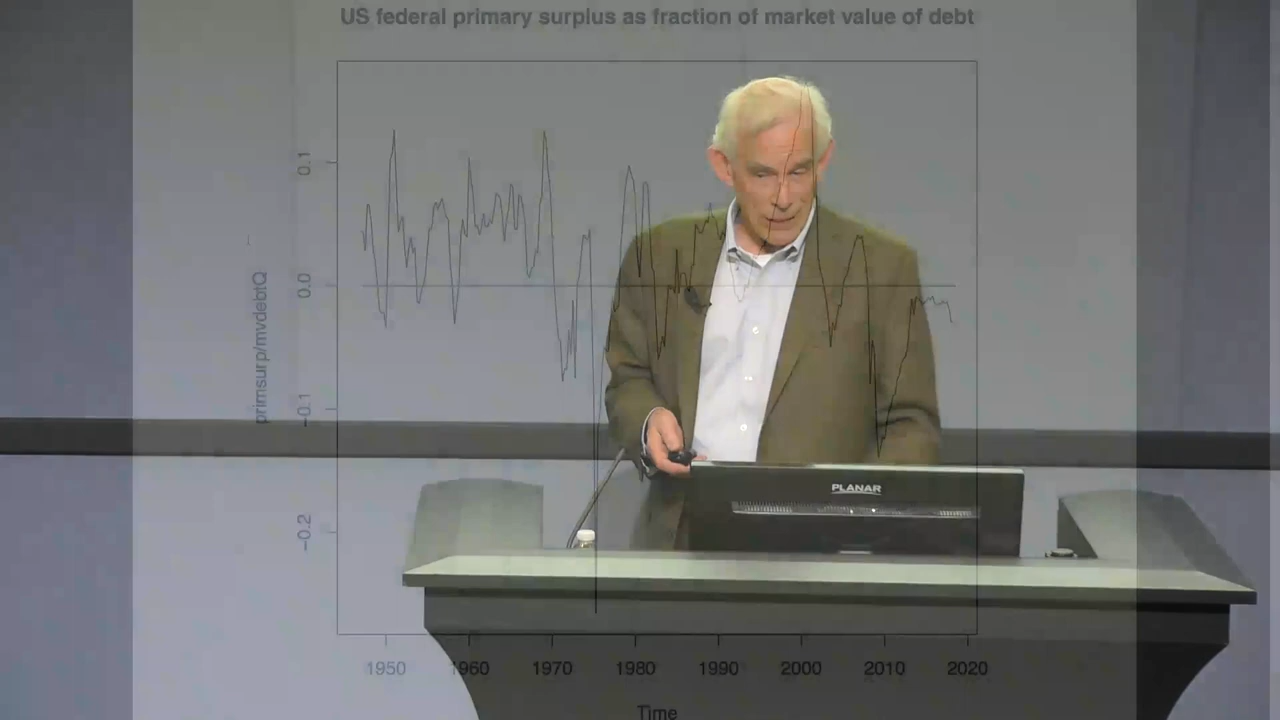 US federal primary surplus as fraction of market value of debt
primsurp/mvdebtQ
0.1
0.0
−0.1
−0.2
PLANAR
1950 1960 1970 1980 1990 2000 2010 2020
Time